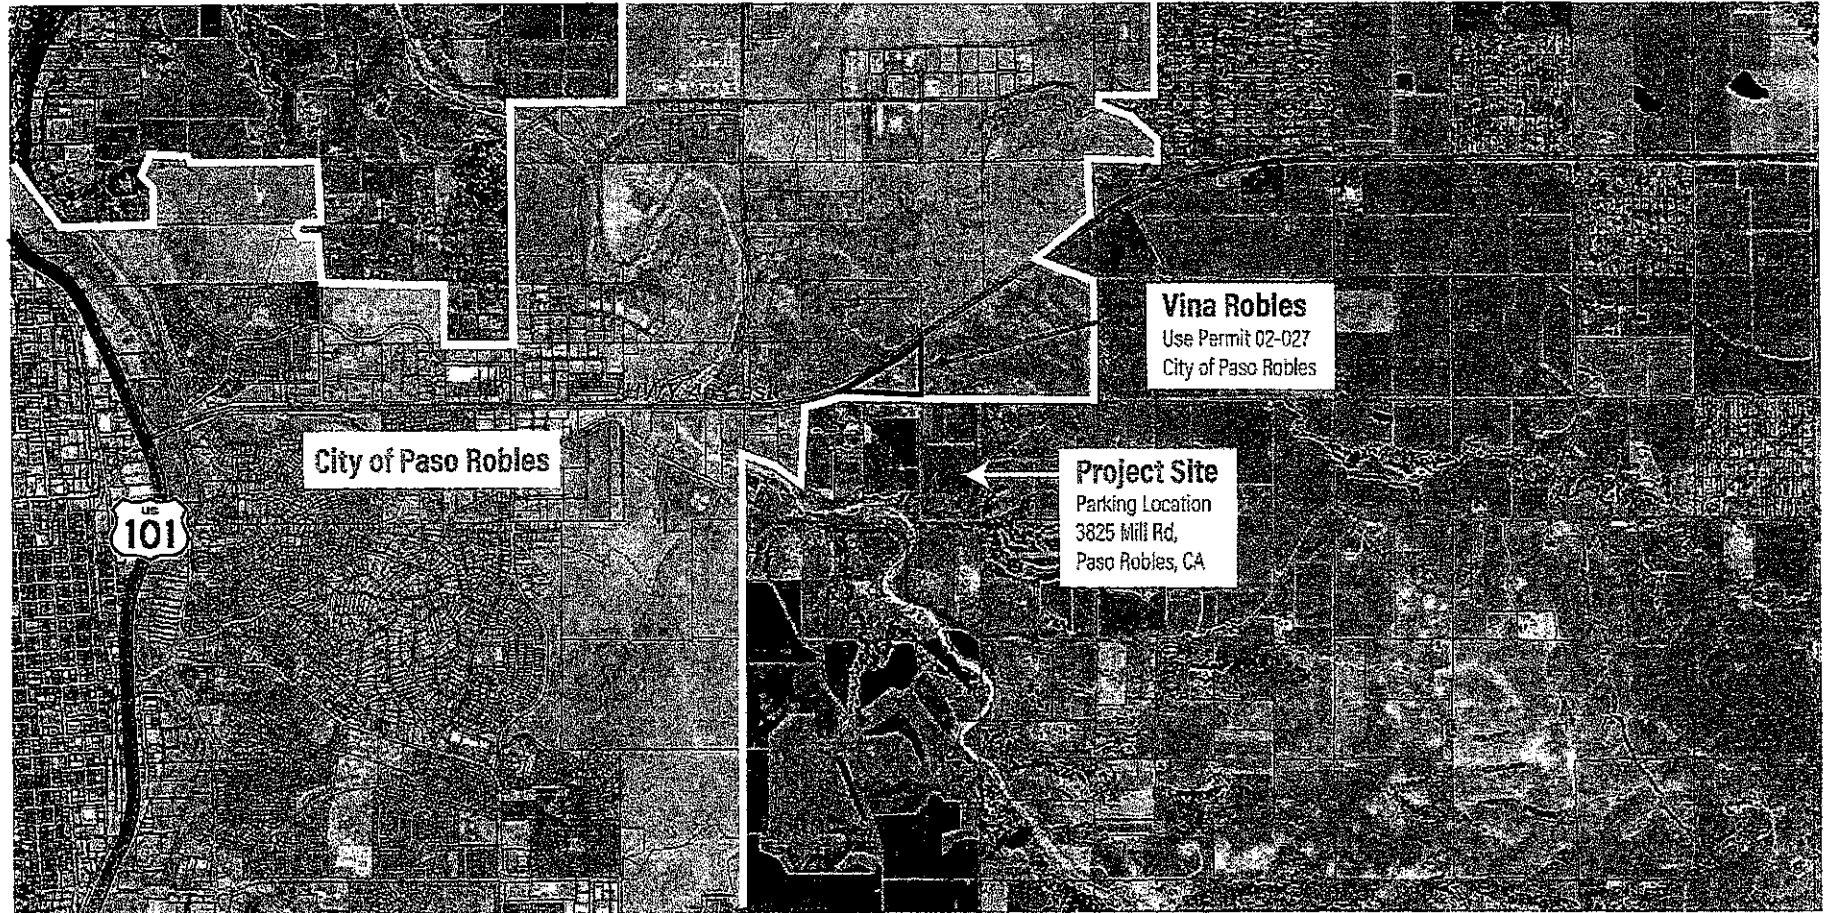 Vina Robles
Use Permit 02-027
City of Paso Robles
City of Paso Robles
Project Site
Parking Location
3825 Mill Rd,
Paso Robles, CA
US
101